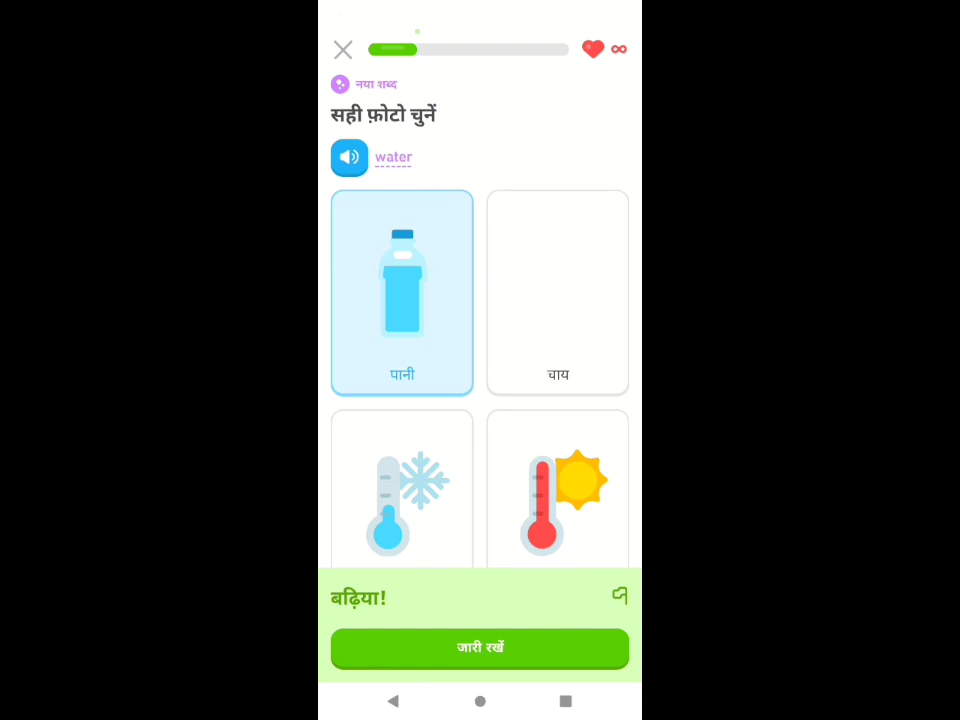 नया शब्द
सही फ़ोटो चुनें
water
पानी
चाय
बढ़िया!
जारी रखें